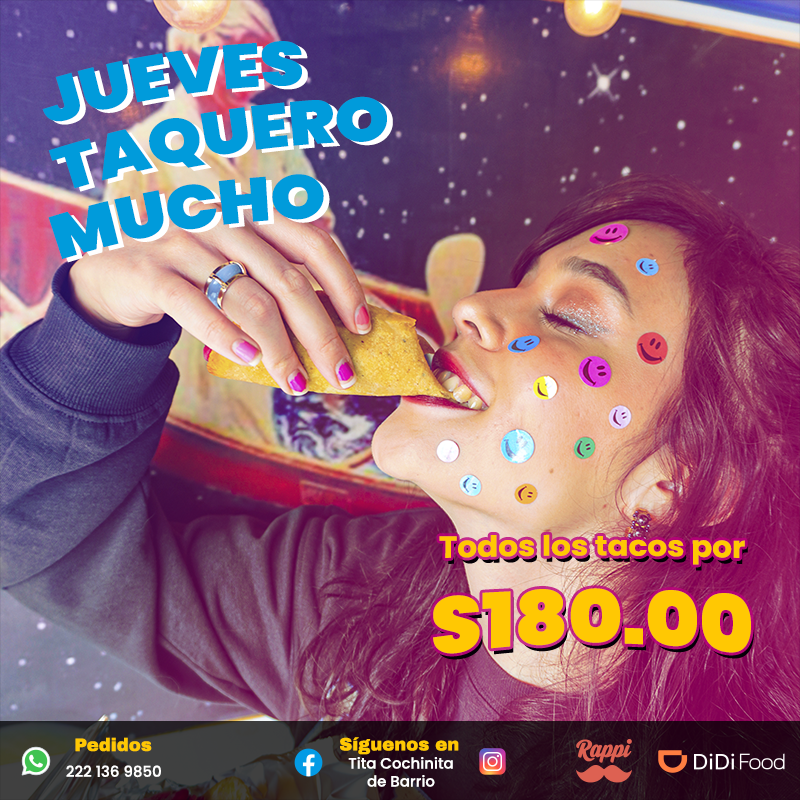 JUEVES
TAQUERO
MUCHO
Todos los tacos por
$180.00
Pedidos
222 136 9850
Síguenos en
Tita Cochinita
de Barrio
Rappi
DiDi Food